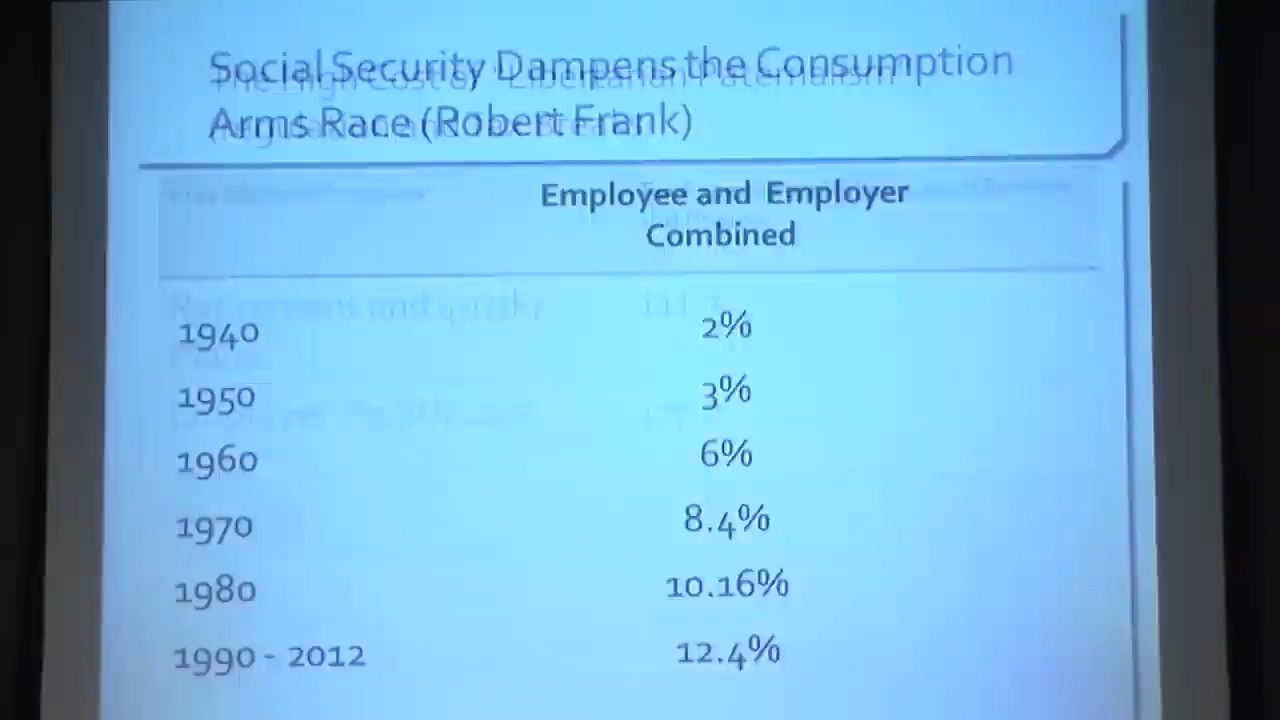 Social Security Dampens the Consumption
Arms Race (Robert Frank)
Employee and Employer
Combined
1940 2%
1950 3%
1960 6%
1970 8.4%
1980 10.16%
1990 - 2012 12.4%